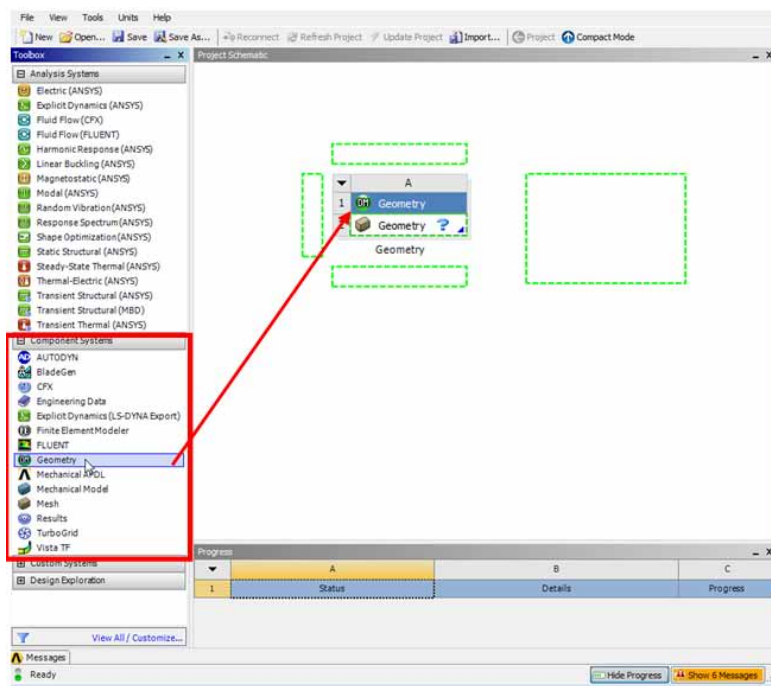 File View Tools Units Help
New Open... Save Save As... Reconnect Refresh Project Update Project Import... Project Compact Mode
Toolbox
Analysis Systems
Electric (ANSYS)
Explicit Dynamics (ANSYS)
Fluid Flow (CFX)
Fluid Flow (FLUENT)
Harmonic Response (ANSYS)
Linear Buckling (ANSYS)
Magnetostatic (ANSYS)
Modal (ANSYS)
Random Vibration (ANSYS)
Response Spectrum (ANSYS)
Shape Optimization (ANSYS)
Static Structural (ANSYS)
Steady-State Thermal (ANSYS)
Thermal-Electric (ANSYS)
Transient Structural (ANSYS)
Transient Structural (MBD)
Transient Thermal (ANSYS)
Component Systems
AUTODYN
BladeGen
CFX
Engineering Data
Explicit Dynamics (LS-DYNA Export)
Finite Element Modeler
FLUENT
Geometry
Mechanical APDL
Mechanical Model
Mesh
Results
TurboGrid
Vista TF
Custom Systems
Design Exploration
View All / Customize...
Project Schematic
A
1 DM Geometry
2 Geometry ?
Geometry
Progress
A B C
1 Status Details Progress
Messages
Ready Hide Progress Show 6 Messages